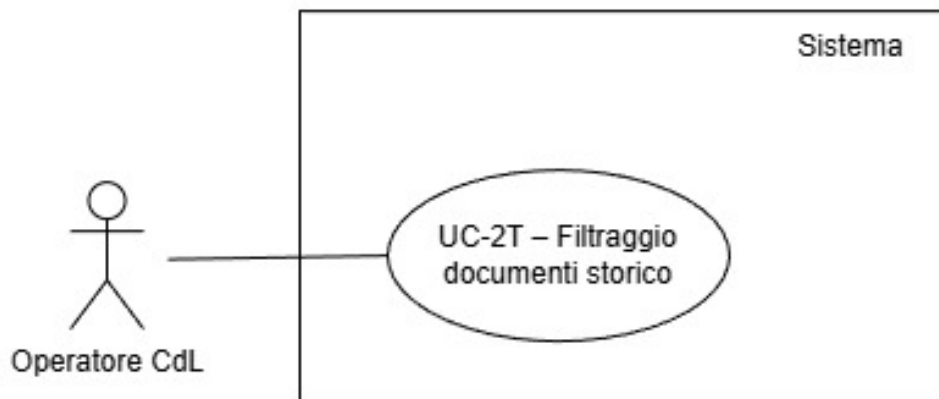 Sistema
UC-2T – Filtraggio
documenti storico
Operatore CdL